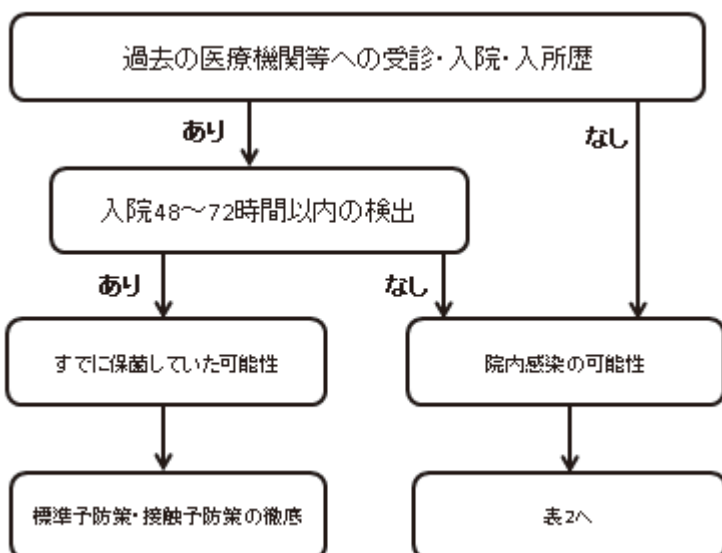 過去の医療機関等への受診・入院・入所歴
あり
なし
入院48～72時間以内の検出
あり
なし
すでに保菌していた可能性
院内感染の可能性
標準予防策・接触予防策の徹底
表2へ